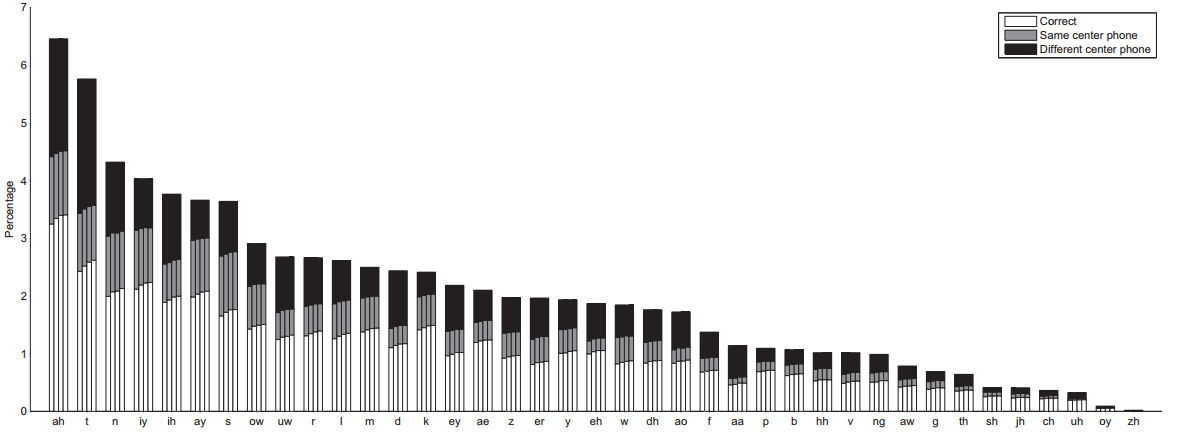 7
6
5
4
3
2
1
0
Percentage
Correct
Same center phone
Different center phone
ah t n iy ih ay s ow uw r l m d k ey ae z er y eh w dh ao f aa p b hh v ng aw g th sh jh ch uh oy zh